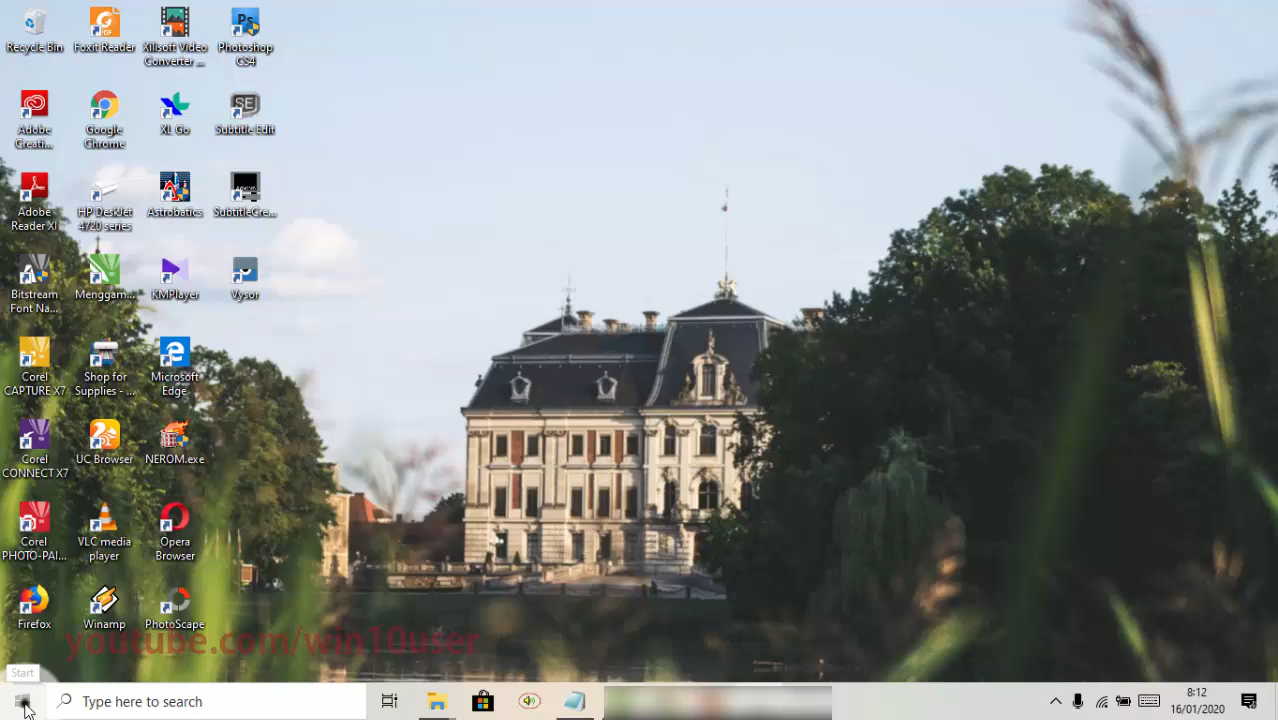 Recycle Bin
Foxit Reader
Xilisoft Video
Converter ...
Photoshop
CS4
Adobe
Creati...
Google
Chrome
XL Go
Subtitle Edit
Adobe
Reader XI
HP DeskJet
4720 series
Astrobatics
SubtitleCre...
Bitstream
Font Na...
Menggam...
KMPlayer
Vysor
Corel
CAPTURE X7
Shop for
Supplies - ...
Microsoft
Edge
Corel
CONNECT X7
UC Browser
NEROM.exe
Corel
PHOTO-PAI...
VLC media
player
Opera
Browser
Firefox
Winamp
PhotoScape
youtube.com/win10user
Start
Type here to search
8:12
16/01/2020